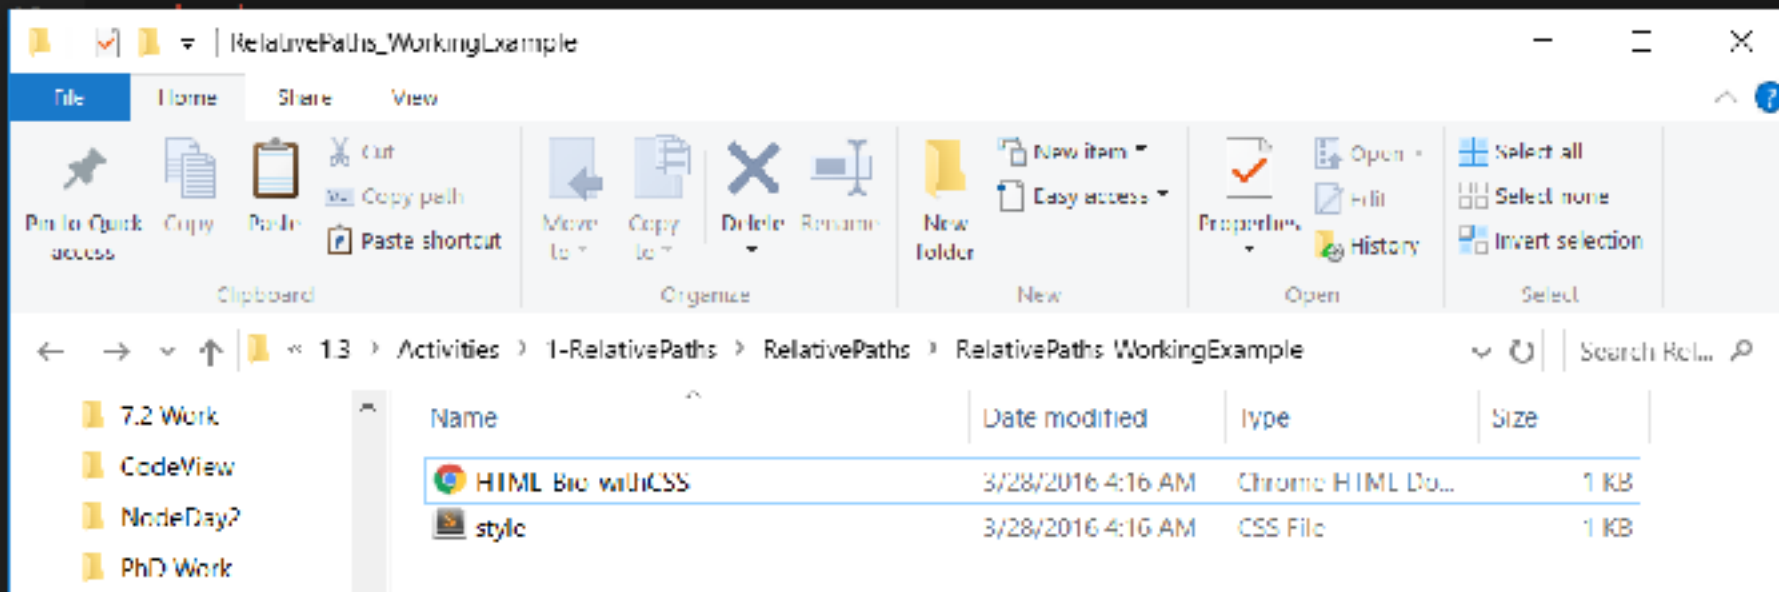 RelativePaths_WorkingExample
File Home Share View
Pin to Quick access
Copy
Paste
Cut
Copy path
Paste shortcut
Clipboard
Move to
Copy to
Delete
Rename
Organize
New folder
New item
Easy access
New
Properties
Open
Edit
History
Open
Select all
Select none
Invert selection
Select
« 1.3 > Activities > 1-RelativePaths > RelativePaths > RelativePaths_WorkingExample
Search Rel...
7.2 Work
CodeView
NodeDay2
PhD Work
Name Date modified Type Size
HTML-Bio-withCSS 3/28/2016 4:16 AM Chrome HTML Do... 1 KB
style 3/28/2016 4:16 AM CSS File 1 KB